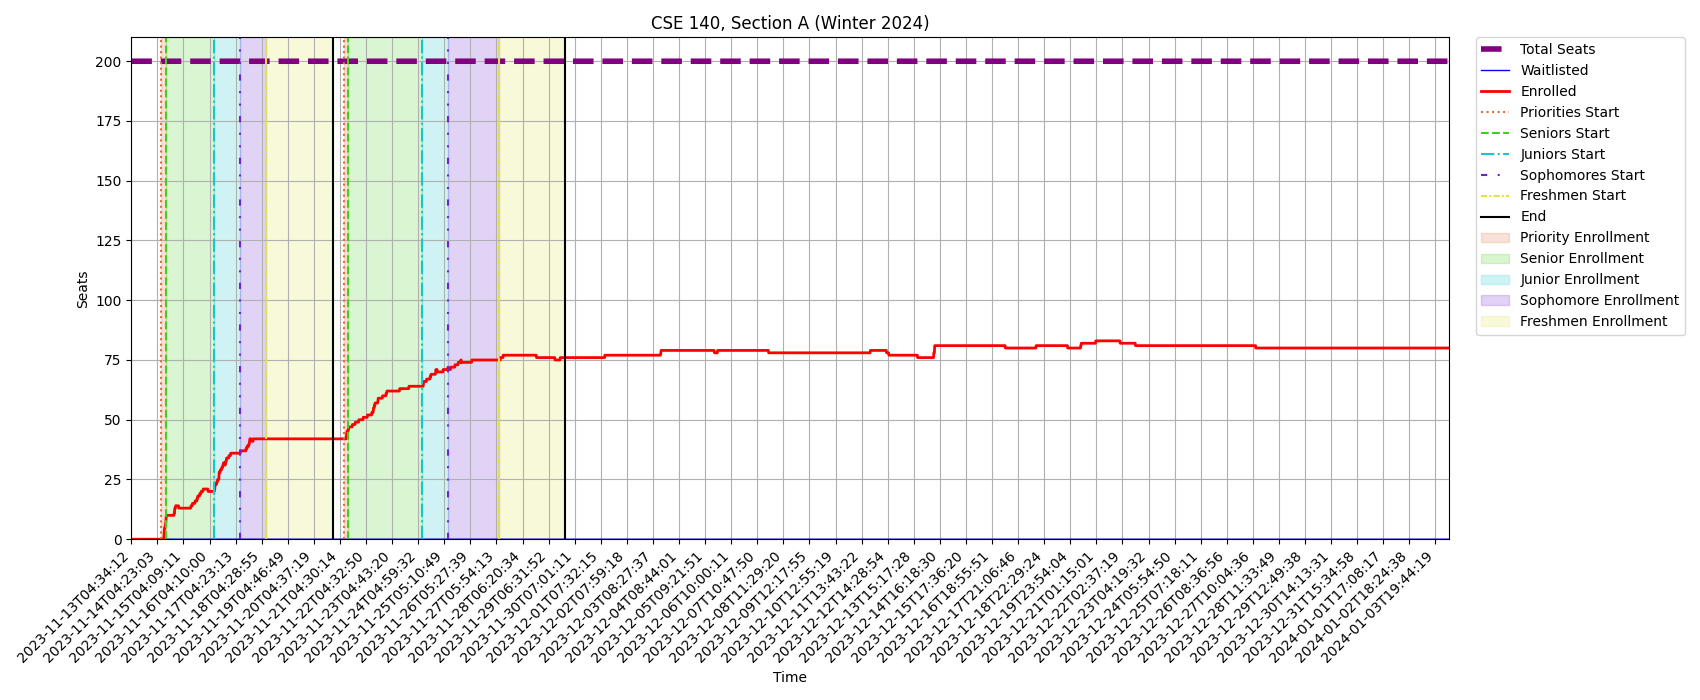 CSE 140, Section A (Winter 2024)
Seats
200
175
150
125
100
75
50
25
0
2023-11-13T04:34:12
2023-11-14T04:23:03
2023-11-15T04:09:11
2023-11-16T04:10:00
2023-11-17T04:23:13
2023-11-18T04:28:55
2023-11-19T04:46:49
2023-11-20T04:37:19
2023-11-21T04:30:14
2023-11-22T04:32:50
2023-11-23T04:43:20
2023-11-24T04:59:32
2023-11-25T05:10:49
2023-11-26T05:27:39
2023-11-27T05:54:13
2023-11-28T06:20:34
2023-11-29T06:31:52
2023-11-30T07:01:11
2023-12-01T07:32:15
2023-12-02T07:59:18
2023-12-03T08:27:37
2023-12-04T08:44:01
2023-12-05T09:21:51
2023-12-06T10:00:11
2023-12-07T10:47:50
2023-12-08T11:29:20
2023-12-09T12:17:55
2023-12-10T12:55:19
2023-12-11T13:43:22
2023-12-12T14:28:54
2023-12-13T15:17:28
2023-12-14T16:18:30
2023-12-15T17:36:20
2023-12-16T18:55:51
2023-12-17T21:06:46
2023-12-18T22:29:24
2023-12-19T23:54:04
2023-12-21T01:15:01
2023-12-22T02:37:19
2023-12-23T04:19:32
2023-12-24T05:54:50
2023-12-25T07:18:11
2023-12-26T08:36:56
2023-12-27T10:04:36
2023-12-28T11:33:49
2023-12-29T12:49:38
2023-12-30T14:13:31
2023-12-31T15:34:58
2024-01-01T17:08:17
2024-01-02T18:24:38
2024-01-03T19:44:19
Time
Total Seats
Waitlisted
Enrolled
Priorities Start
Seniors Start
Juniors Start
Sophomores Start
Freshmen Start
End
Priority Enrollment
Senior Enrollment
Junior Enrollment
Sophomore Enrollment
Freshmen Enrollment